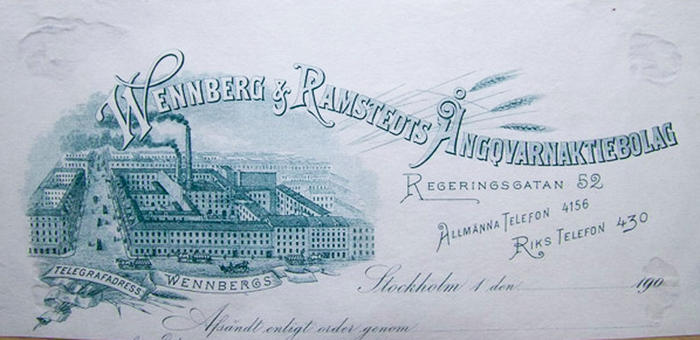 Wennberg & Ramstedts Ångqvarnaktiebolag
Regeringsgatan 52
Allmänna Telefon 4156
Riks Telefon 430
Telegrafadress Wennbergs
Stockholm 1 den 190
Afsändt enligt order genom